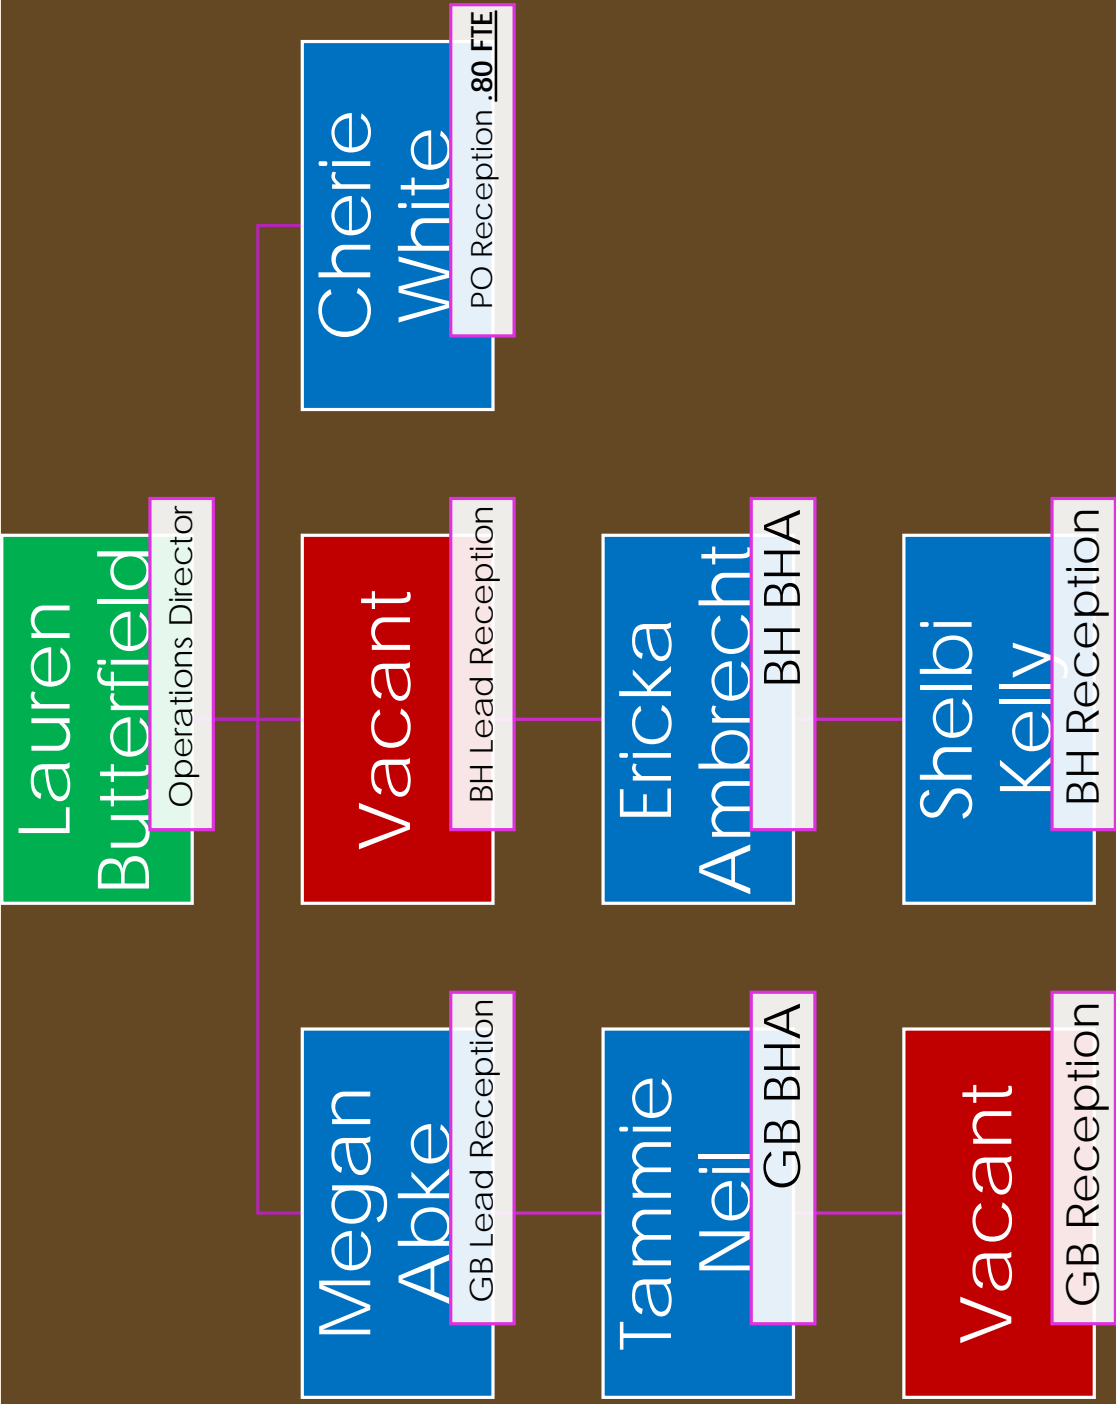 Lauren
Butterfield
Operations Director
Megan
Abke
GB Lead Reception
Vacant
BH Lead Reception
Cherie
White
PO Reception .80 FTE
Tammie
Neil
GB BHA
Ericka
Ambrecht
BH BHA
Vacant
GB Reception
Shelbi
Kelly
BH Reception